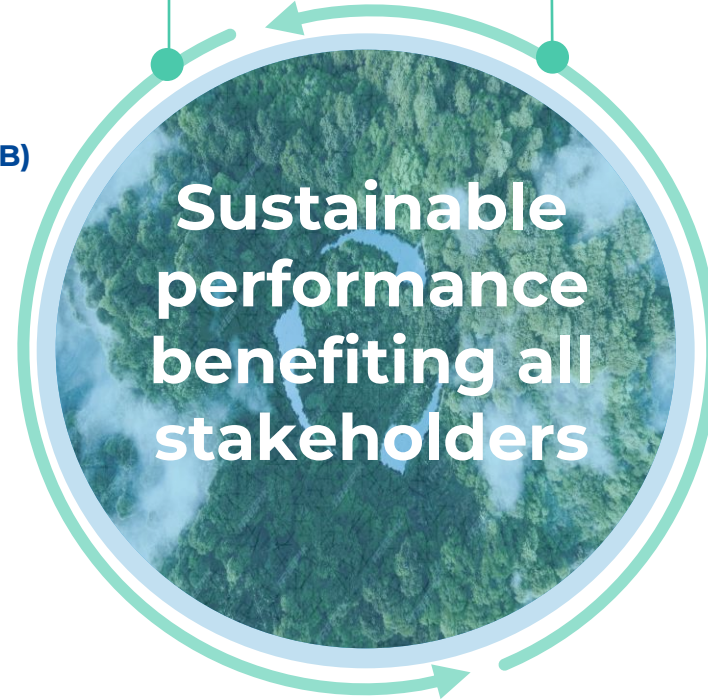 B)
Sustainable
performance
benefiting all
stakeholders